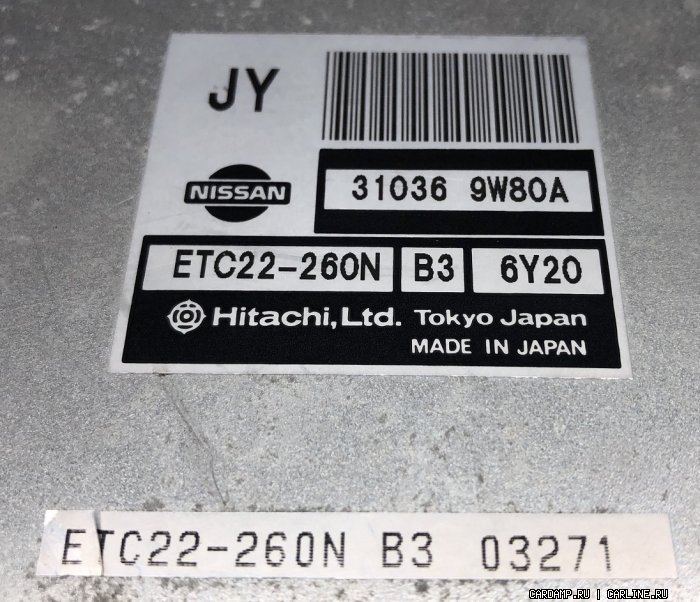 JY
NISSAN
31036 9W80A
ETC22-260N B3 6Y20
Hitachi,Ltd. Tokyo Japan
MADE IN JAPAN
ETC22-260N B3 03271
CARDAMP.RU | CARLINE.RU